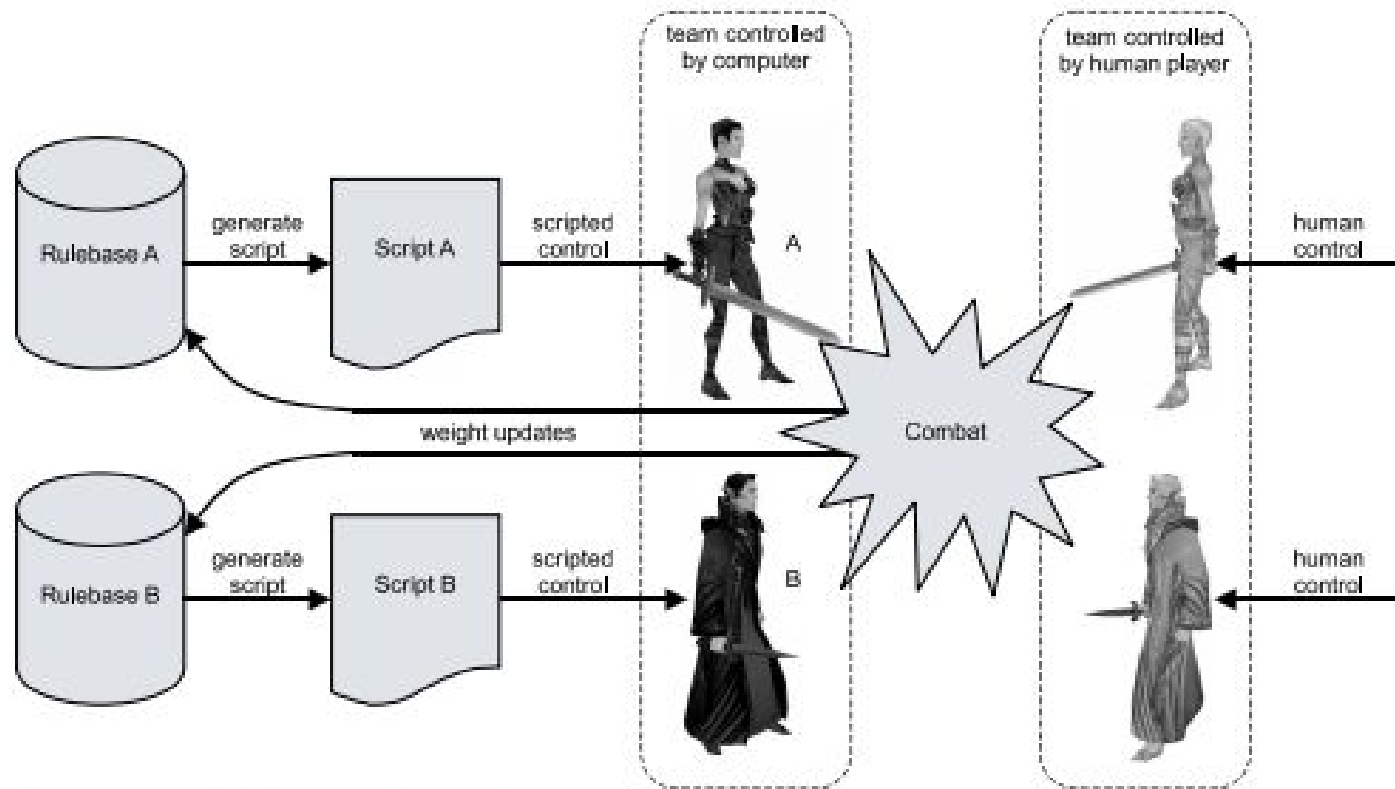 team controlled
by computer
team controlled
by human player
Rulebase A
generate
script
Script A
scripted
control
A
human
control
weight updates
Combat
Rulebase B
generate
script
Script B
scripted
control
B
human
control